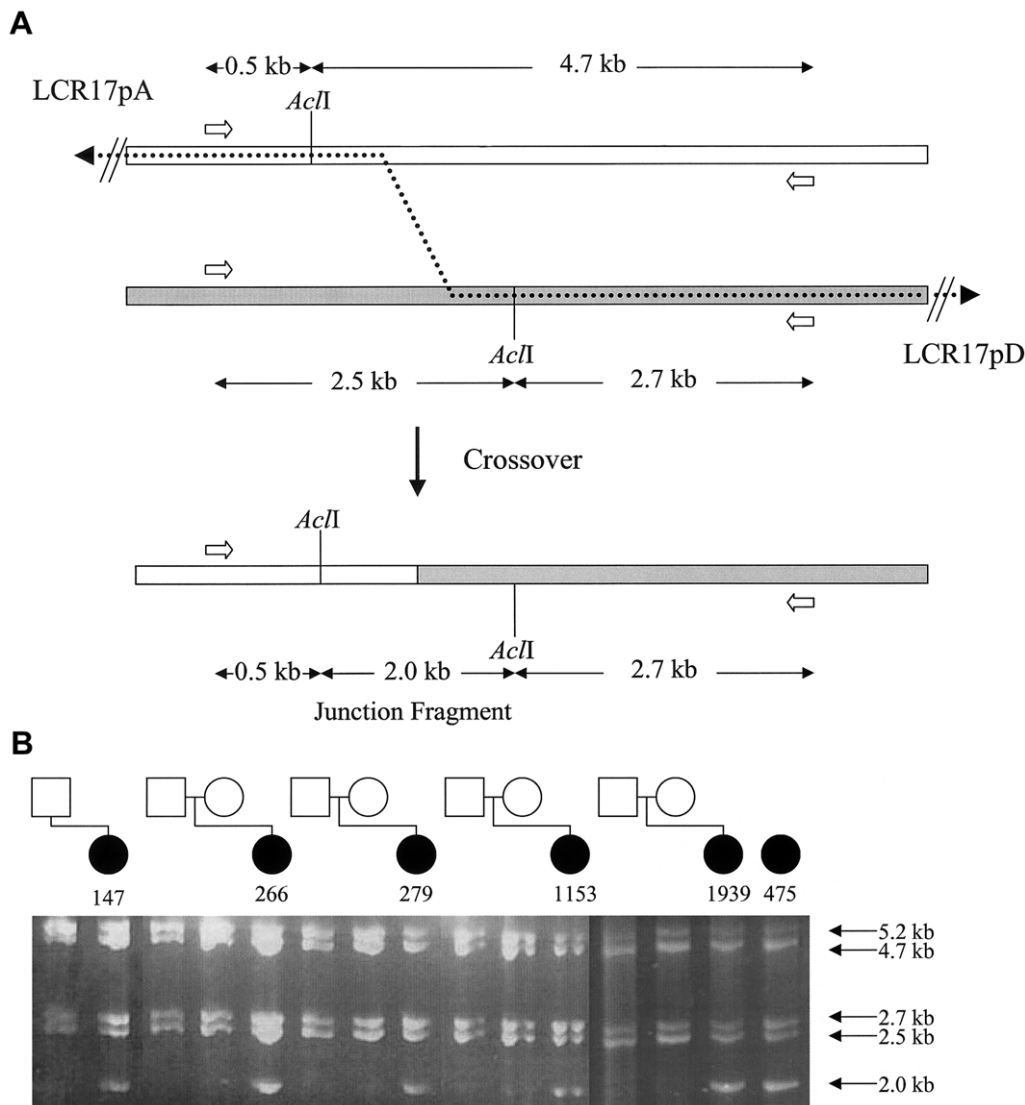 A
0.5 kb 4.7 kb
LCR17pA
AclI
AclI
LCR17pD
2.5 kb 2.7 kb
Crossover
AclI
AclI
0.5 kb 2.0 kb 2.7 kb
Junction Fragment
B
147 266 279 1153 1939 475
5.2 kb
4.7 kb
2.7 kb
2.5 kb
2.0 kb